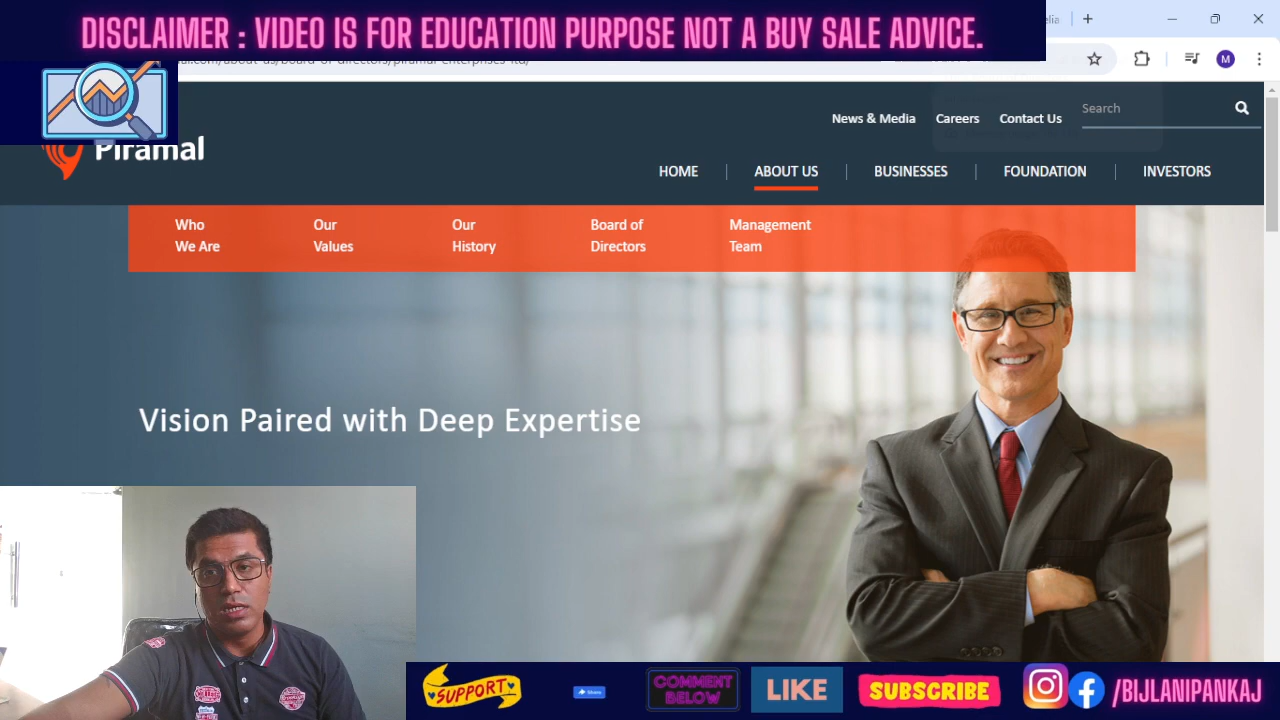 DISCLAIMER : VIDEO IS FOR EDUCATION PURPOSE NOT A BUY SALE ADVICE.
Piramal
News & Media
Careers
Contact Us
Search
HOME
ABOUT US
BUSINESSES
FOUNDATION
INVESTORS
Who
We Are
Our
Values
Our
History
Board of
Directors
Management
Team
Vision Paired with Deep Expertise
SUPPORT
Share
COMMENT
BELOW
LIKE
SUBSCRIBE
/BIJLANIPANKAJ
M